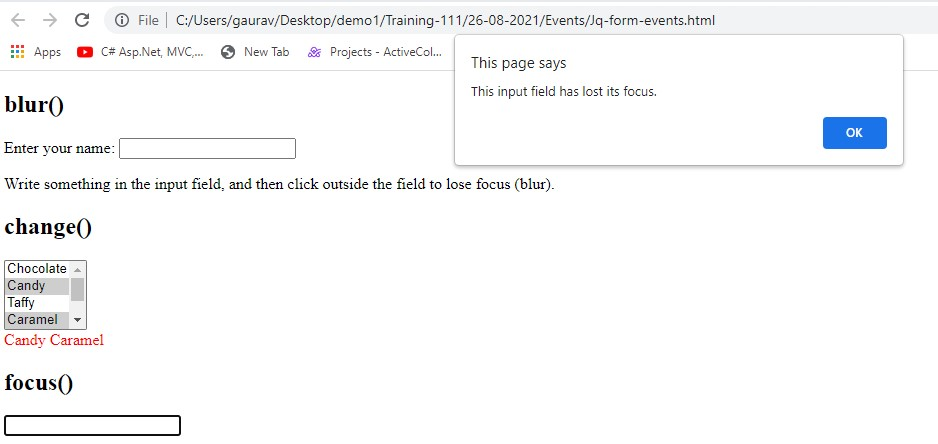 File | C:/Users/gaurav/Desktop/demo1/Training-111/26-08-2021/Events/Jq-form-events.html
Apps C# Asp.Net, MVC,... New Tab Projects - ActiveCol...
This page says
This input field has lost its focus.
OK
blur()
Enter your name:
Write something in the input field, and then click outside the field to lose focus (blur).
change()
Chocolate
Candy
Taffy
Caramel
Candy Caramel
focus()